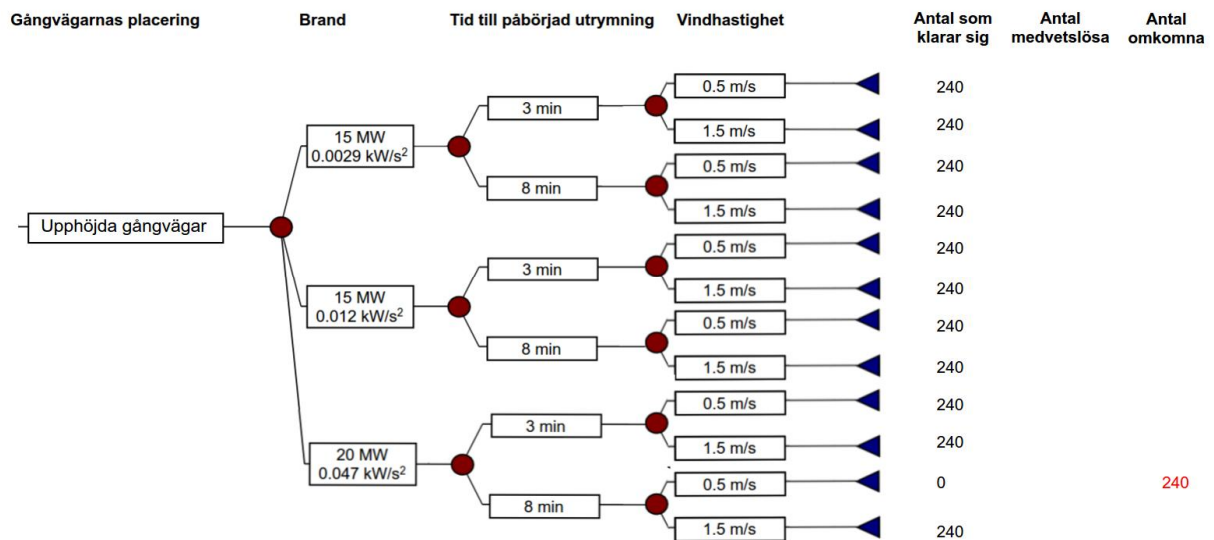 Gångvägarnas placering Brand Tid till påbörjad utrymning Vindhastighet Antal som klarar sig Antal medvetslösa Antal omkomna
0.5 m/s 240
3 min
1.5 m/s 240
15 MW
0.0029 kW/s²
0.5 m/s 240
8 min
1.5 m/s 240
Upphöjda gångvägar
0.5 m/s 240
3 min
1.5 m/s 240
15 MW
0.012 kW/s²
0.5 m/s 240
8 min
1.5 m/s 240
0.5 m/s 240
3 min
1.5 m/s 240
20 MW
0.047 kW/s²
0.5 m/s 0 240
8 min
1.5 m/s 240